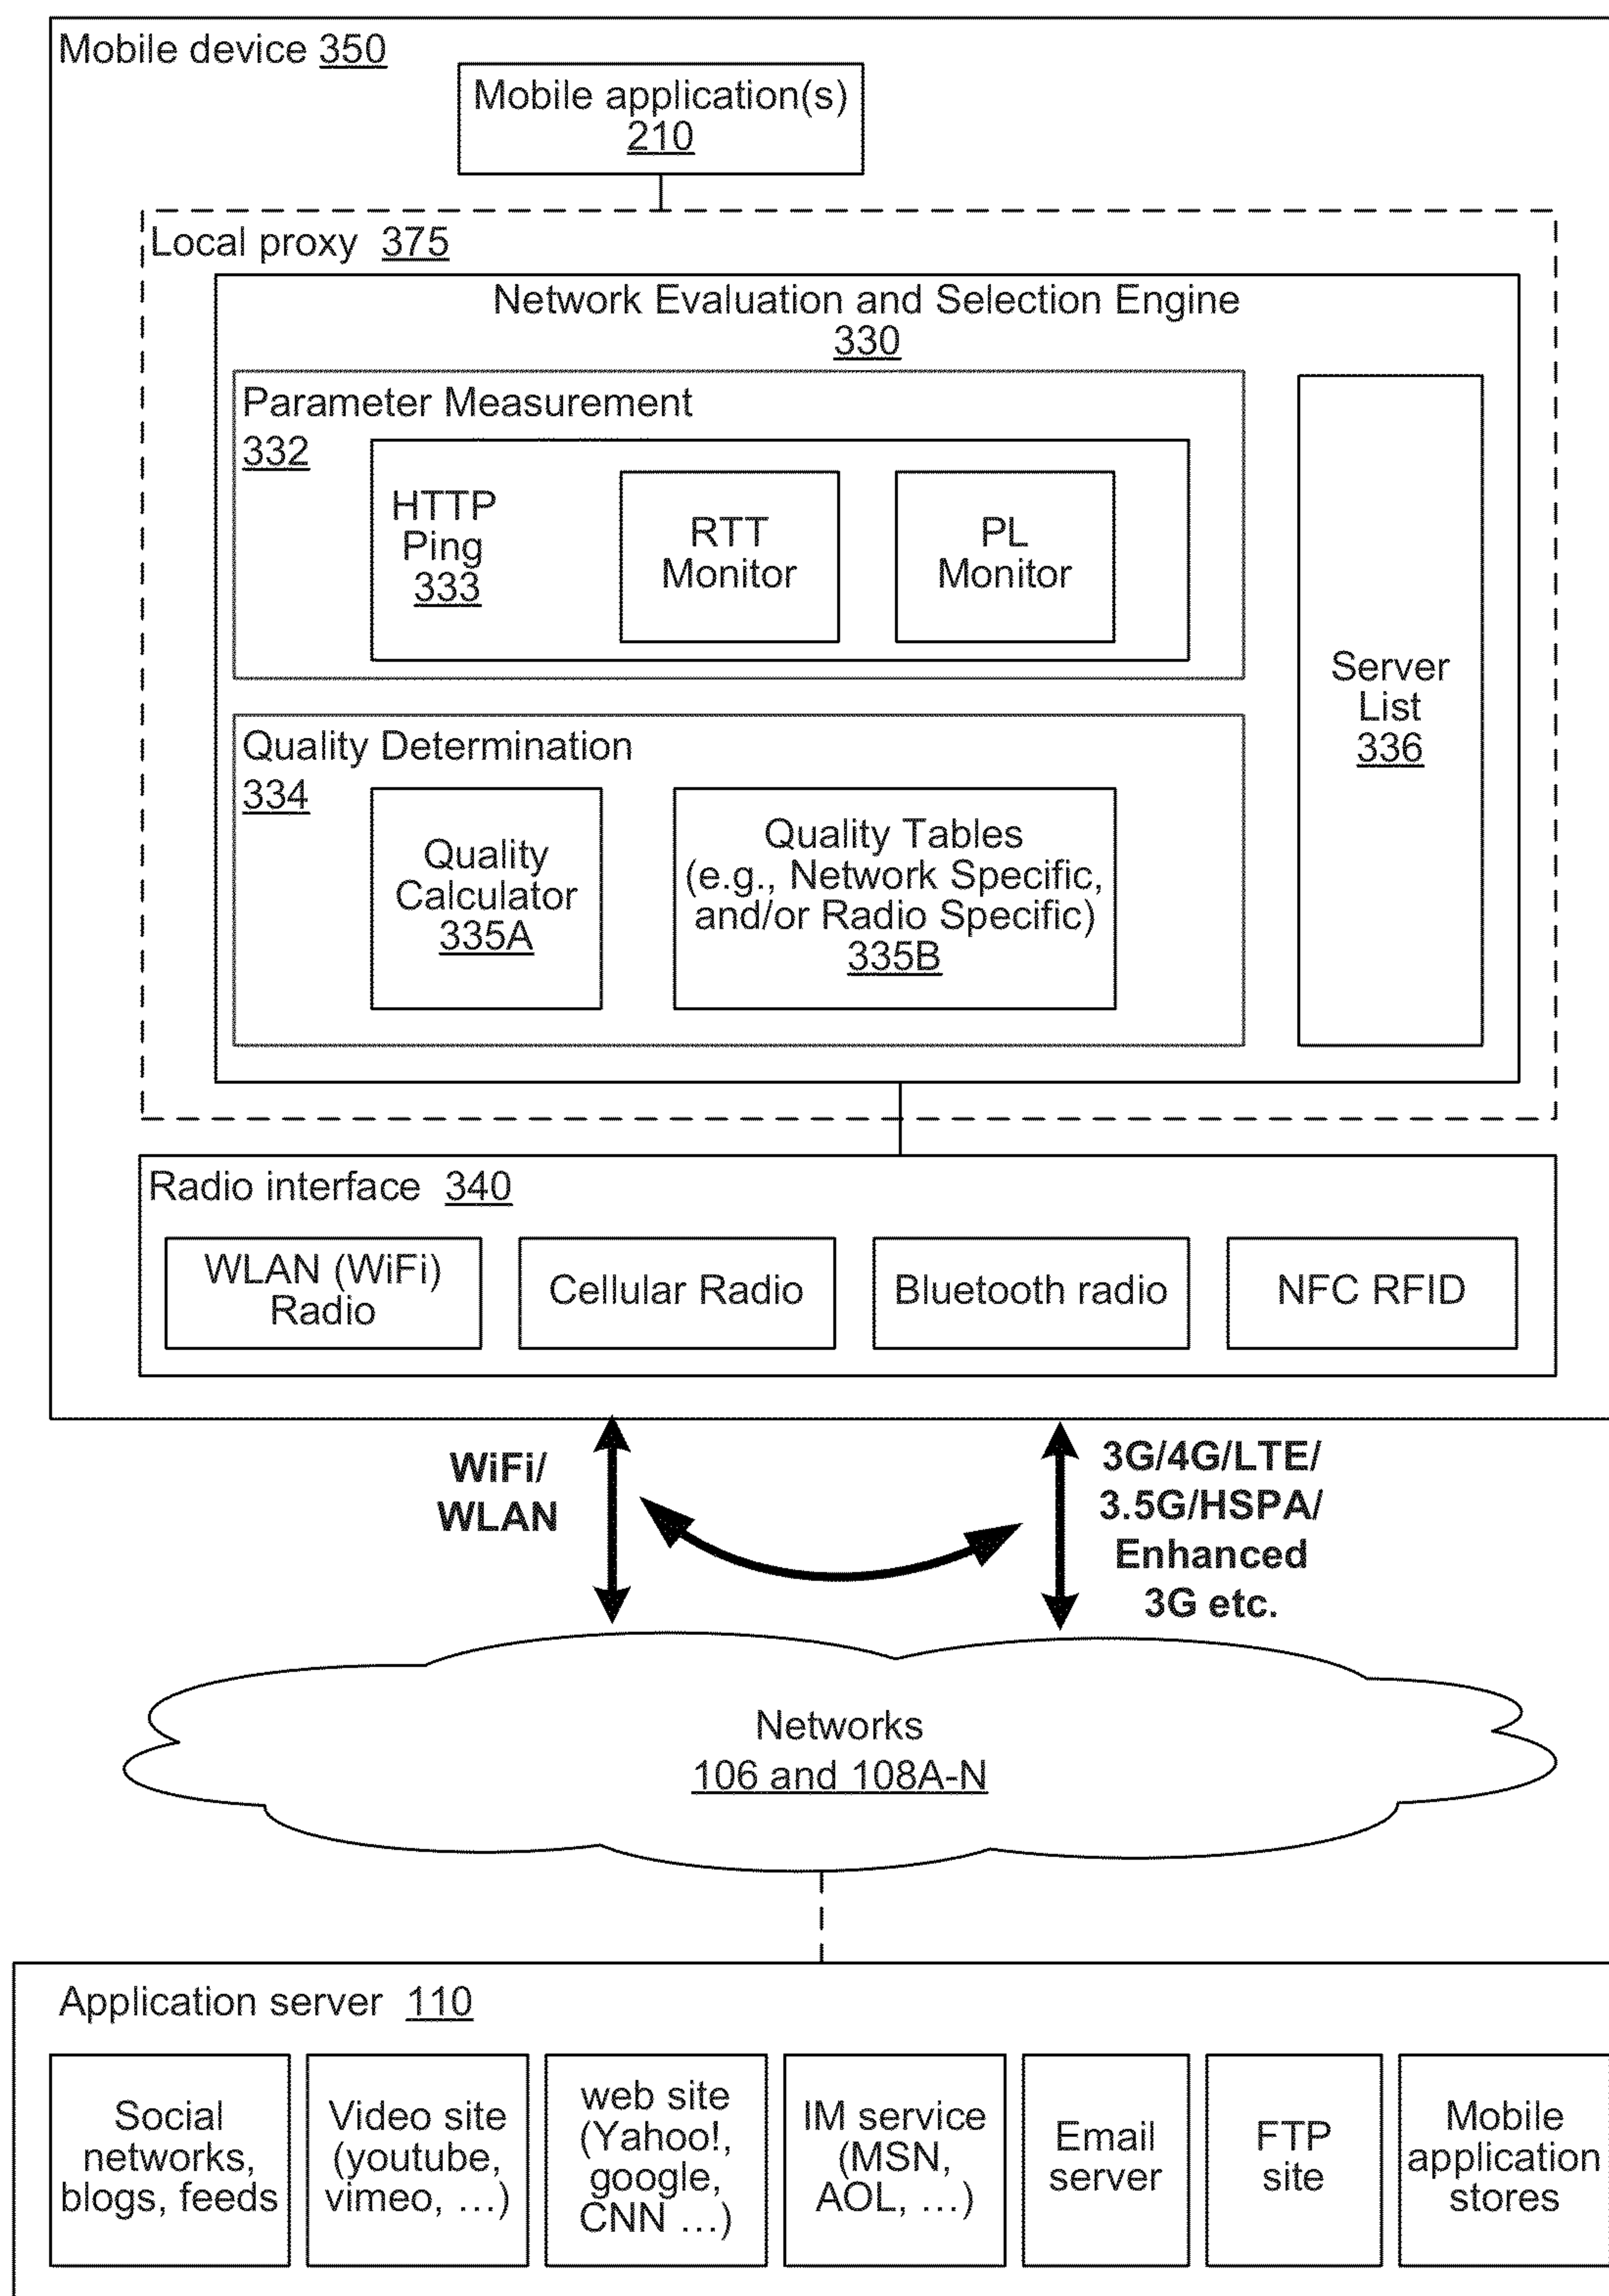 Mobile device 350
Mobile application(s)
210
Local proxy 375
Network Evaluation and Selection Engine
330
Parameter Measurement
332
HTTP
Ping
333
RTT
Monitor
PL
Monitor
Server
List
336
Quality Determination
334
Quality
Calculator
335A
Quality Tables
(e.g., Network Specific,
and/or Radio Specific)
335B
Radio interface 340
WLAN (WiFi)
Radio
Cellular Radio
Bluetooth radio
NFC RFID
WiFi/
WLAN
3G/4G/LTE/
3.5G/HSPA/
Enhanced
3G etc.
Networks
106 and 108A-N
Application server 110
Social
networks,
blogs, feeds
Video site
(youtube,
vimeo, …)
web site
(Yahoo!,
google,
CNN …)
IM service
(MSN,
AOL, …)
Email
server
FTP
site
Mobile
application
stores